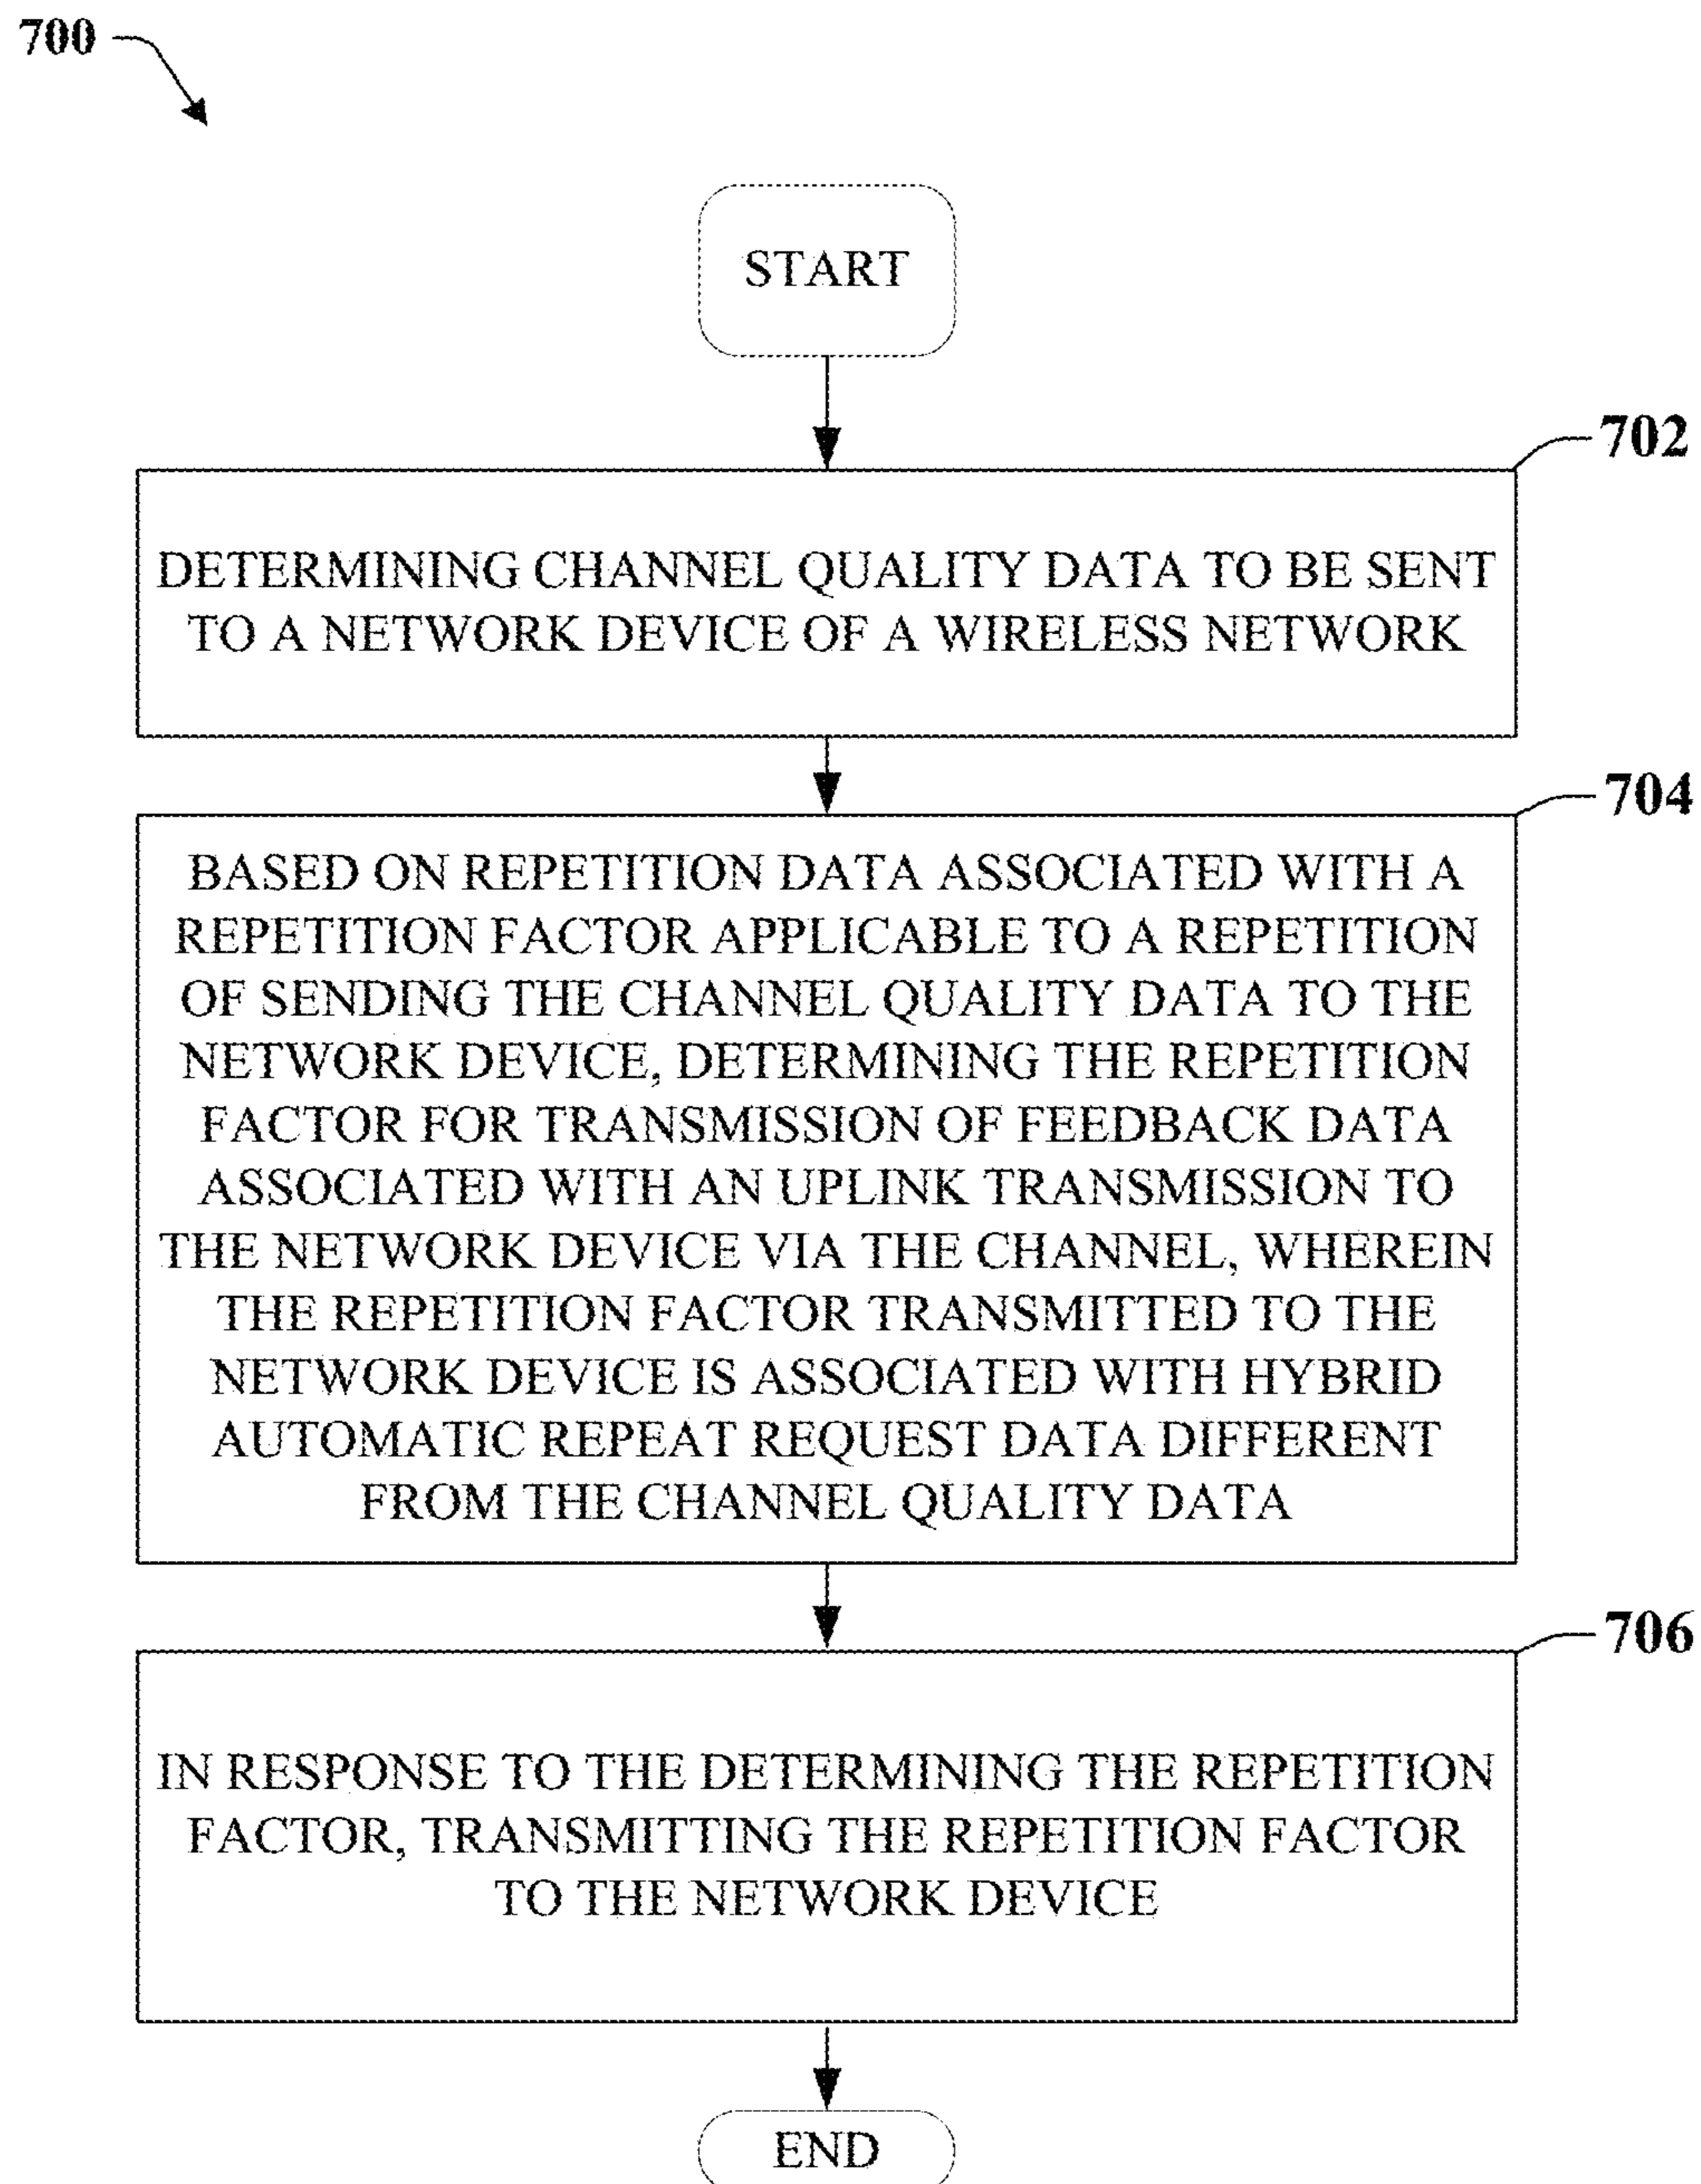 700
START
702
DETERMINING CHANNEL QUALITY DATA TO BE SENT
TO A NETWORK DEVICE OF A WIRELESS NETWORK
704
BASED ON REPETITION DATA ASSOCIATED WITH A
REPETITION FACTOR APPLICABLE TO A REPETITION
OF SENDING THE CHANNEL QUALITY DATA TO THE
NETWORK DEVICE, DETERMINING THE REPETITION
FACTOR FOR TRANSMISSION OF FEEDBACK DATA
ASSOCIATED WITH AN UPLINK TRANSMISSION TO
THE NETWORK DEVICE VIA THE CHANNEL, WHEREIN
THE REPETITION FACTOR TRANSMITTED TO THE
NETWORK DEVICE IS ASSOCIATED WITH HYBRID
AUTOMATIC REPEAT REQUEST DATA DIFFERENT
FROM THE CHANNEL QUALITY DATA
706
IN RESPONSE TO THE DETERMINING THE REPETITION
FACTOR, TRANSMITTING THE REPETITION FACTOR
TO THE NETWORK DEVICE
END